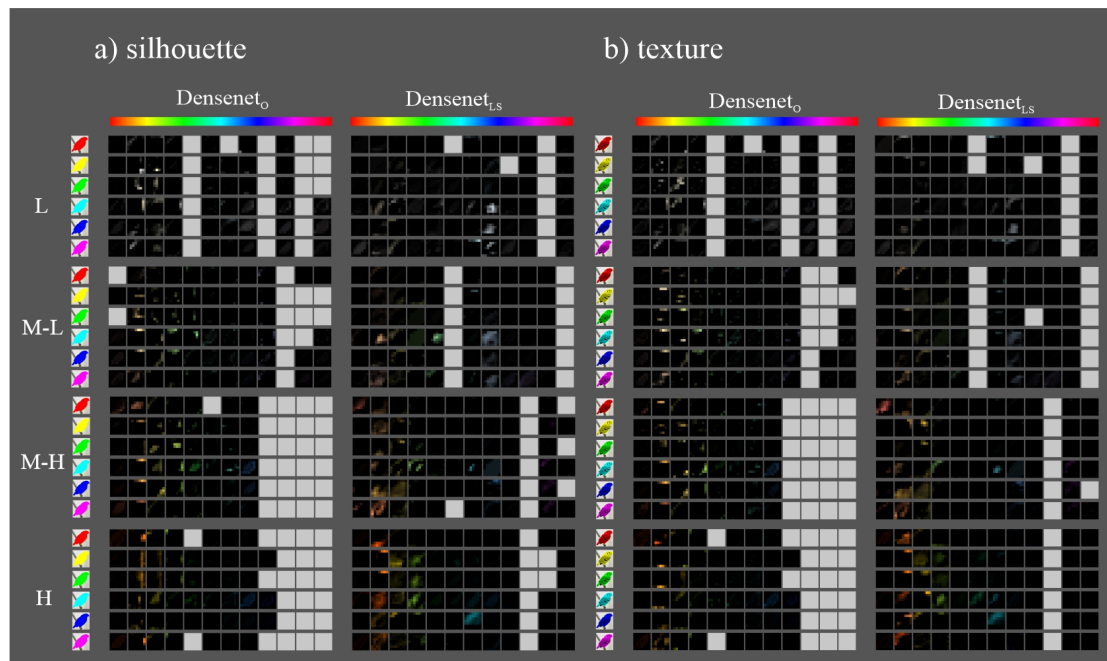 a) silhouette
b) texture
Densenet_O
Densenet_LS
Densenet_O
Densenet_LS
L
M-L
M-H
H